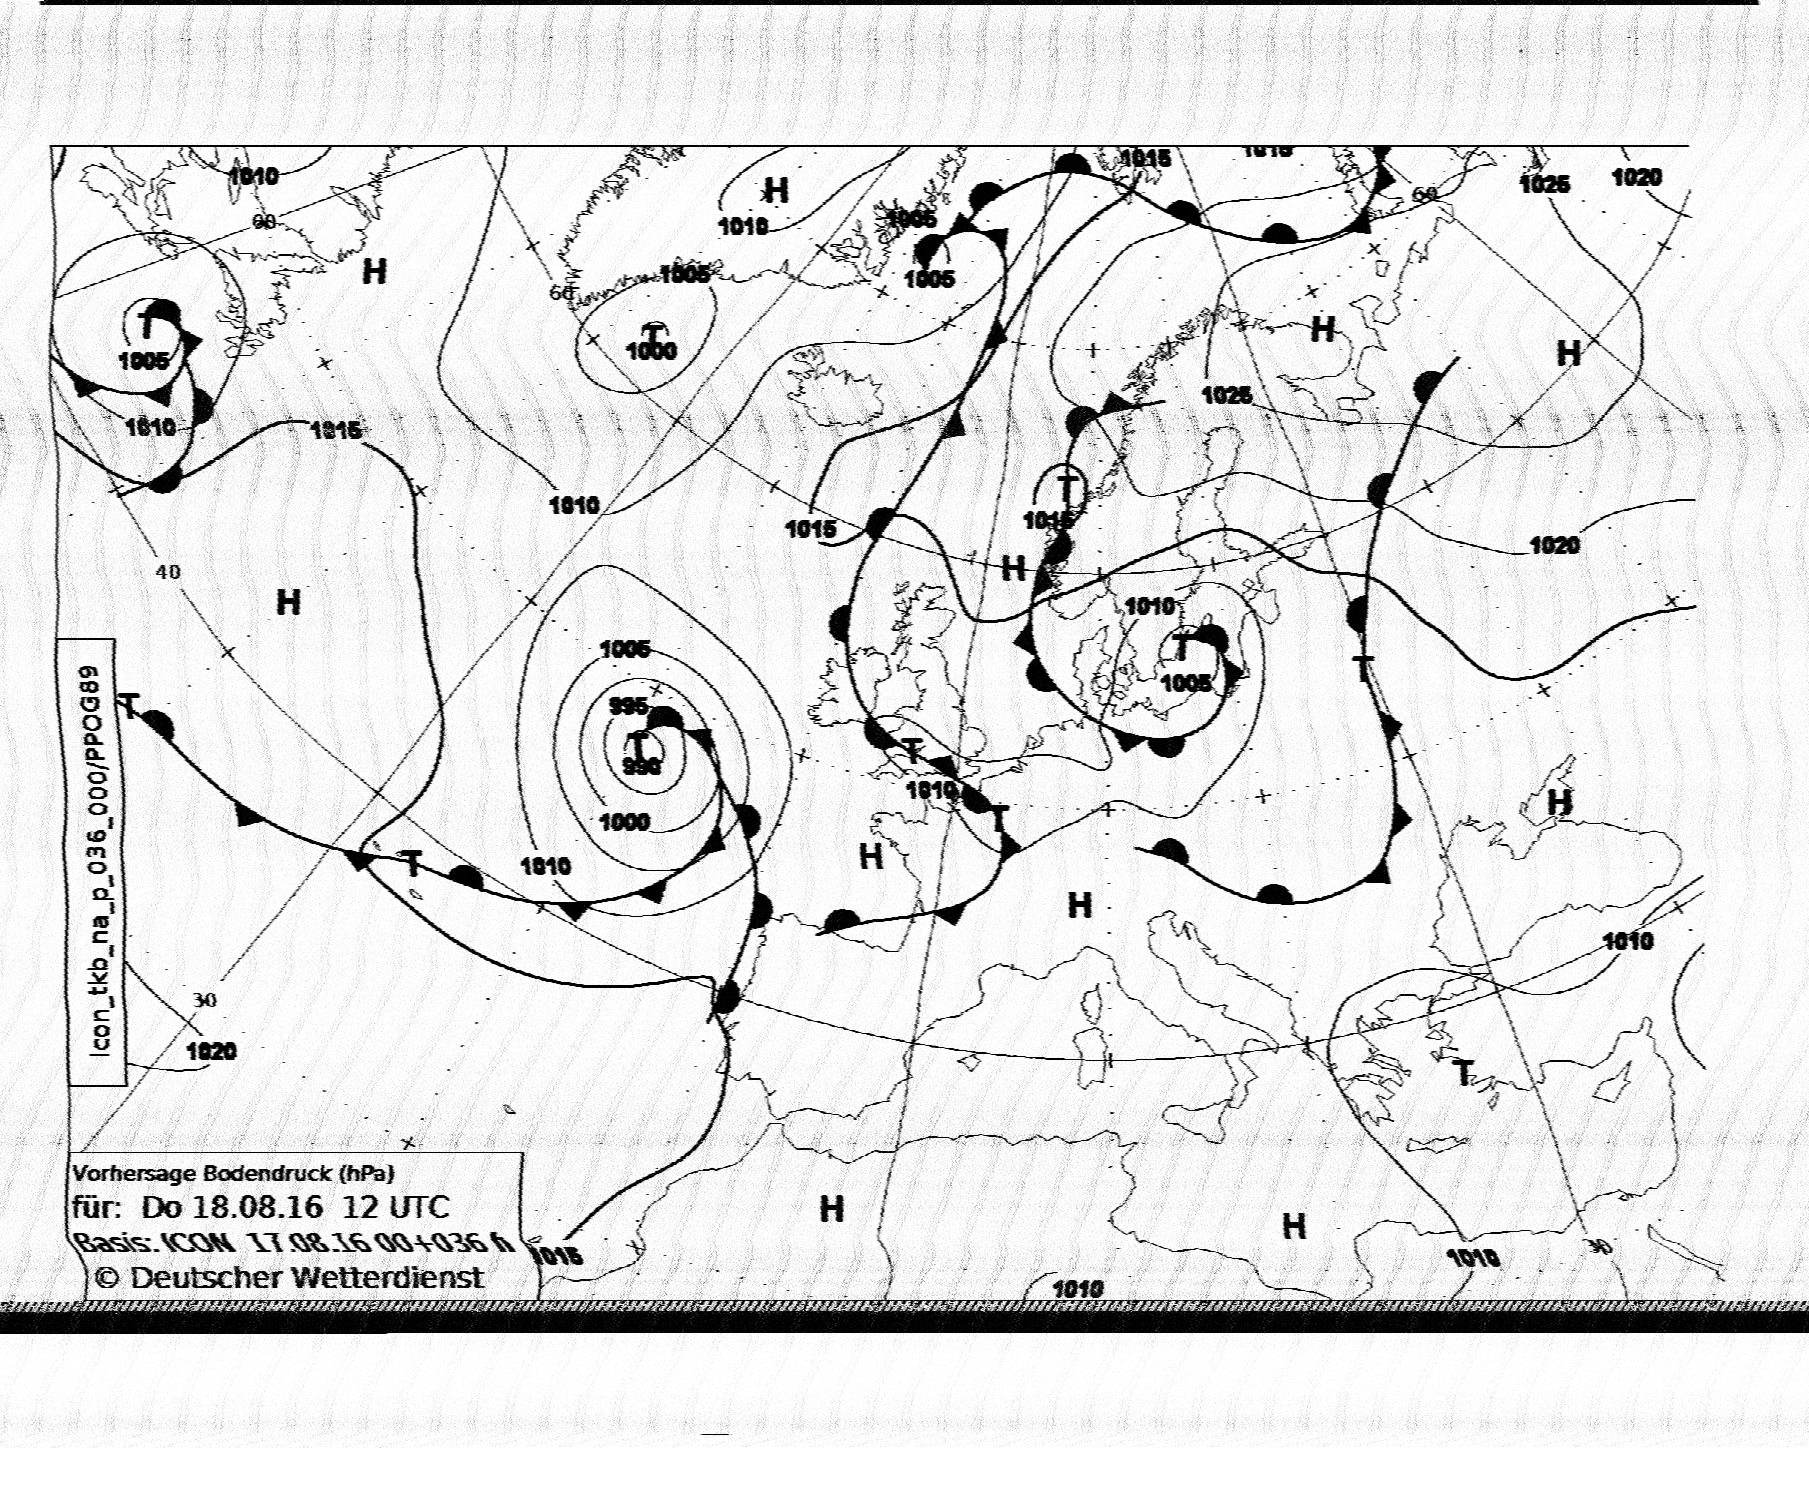 1010
1015
1015
1025
1020
60
H
1010
60
1005
H
1005
1005
60
T
1005
T
1000
H
H
1025
1010
1015
1010
T
1015
1015
1020
40
H
H
1010
1005
T
1005
T
995
T
990
T
1010
T
H
1000
H
1010
T
H
30
1010
1020
T
Icon_tkb_na_p_036_000/PPOG89
Vorhersage Bodendruck (hPa)
für: Do 18.08.16 12 UTC
Basis: ICON 17.08.16 00+036 h
© Deutscher Wetterdienst
1015
H
H
1010
30
1010